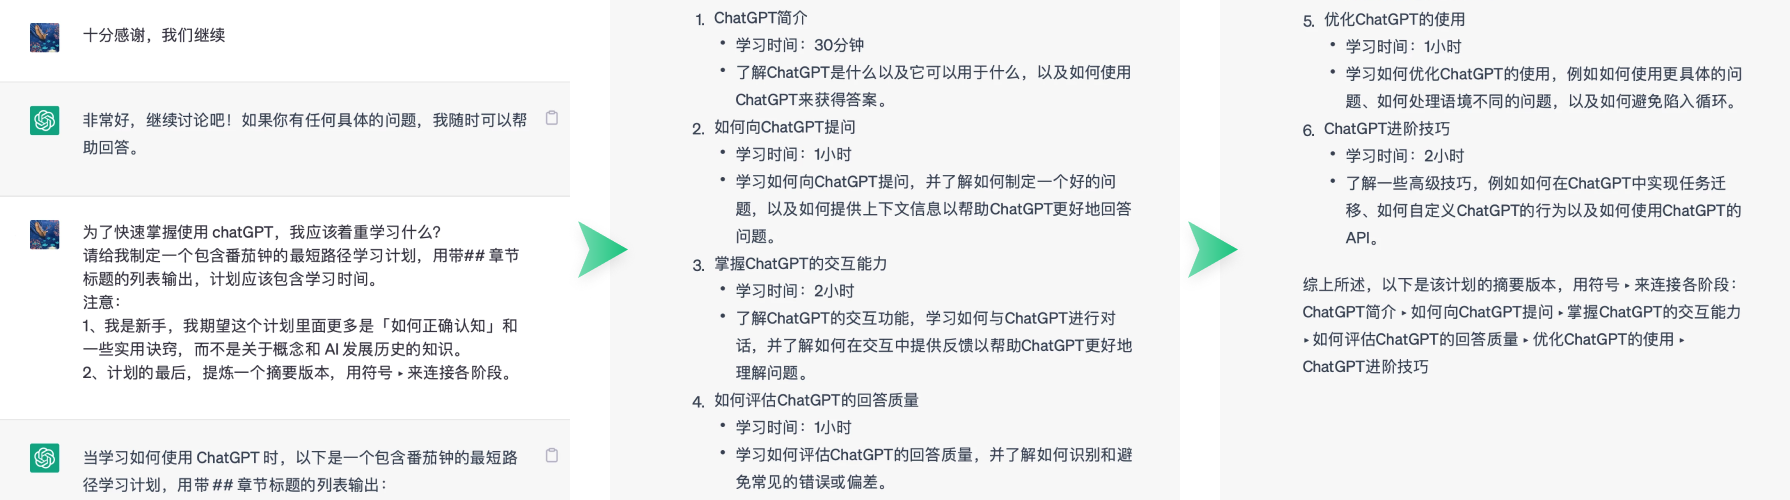 十分感谢，我们继续
非常好，继续讨论吧！如果你有任何具体的问题，我随时可以帮
助回答。
为了快速掌握使用 chatGPT，我应该着重学习什么？
请给我制定一个包含番茄钟的最短路径学习计划，用带## 章节
标题的列表输出，计划应该包含学习时间。
注意：
1、我是新手，我期望这个计划里面更多是「如何正确认知」和
一些实用诀窍，而不是关于概念和 AI 发展历史的知识。
2、计划的最后，提炼一个摘要版本，用符号 ▸ 来连接各阶段。
当学习如何使用 ChatGPT 时，以下是一个包含番茄钟的最短路
径学习计划，用带 ## 章节标题的列表输出：
1. ChatGPT简介
• 学习时间：30分钟
• 了解ChatGPT是什么以及它可以用于什么，以及如何使用
ChatGPT来获得答案。
2. 如何向ChatGPT提问
• 学习时间：1小时
• 学习如何向ChatGPT提问，并了解如何制定一个好的问
题，以及如何提供上下文信息以帮助ChatGPT更好地回答
问题。
3. 掌握ChatGPT的交互能力
• 学习时间：2小时
• 了解ChatGPT的交互功能，学习如何与ChatGPT进行对
话，并了解如何在交互中提供反馈以帮助ChatGPT更好地
理解问题。
4. 如何评估ChatGPT的回答质量
• 学习时间：1小时
• 学习如何评估ChatGPT的回答质量，并了解如何识别和避
免常见的错误或偏差。
5. 优化ChatGPT的使用
• 学习时间：1小时
• 学习如何优化ChatGPT的使用，例如如何使用更具体的问
题、如何处理语境不同的问题，以及如何避免陷入循环。
6. ChatGPT进阶技巧
• 学习时间：2小时
• 了解一些高级技巧，例如如何在ChatGPT中实现任务迁
移、如何自定义ChatGPT的行为以及如何使用ChatGPT的
API。
综上所述，以下是该计划的摘要版本，用符号 ▸ 来连接各阶段：
ChatGPT简介 ▸ 如何向ChatGPT提问 ▸ 掌握ChatGPT的交互能力
▸ 如何评估ChatGPT的回答质量 ▸ 优化ChatGPT的使用 ▸
ChatGPT进阶技巧